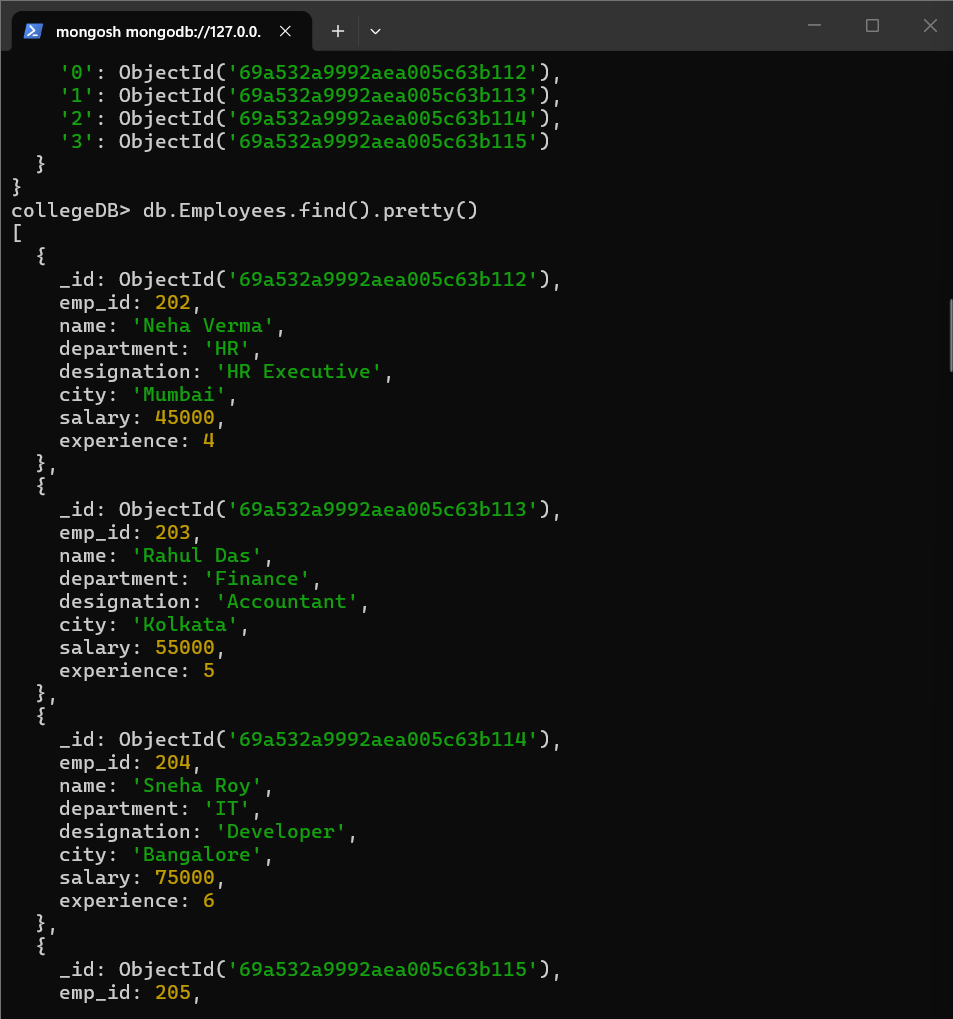 mongosh mongodb://127.0.0.
'0': ObjectId('69a532a9992aea005c63b112'),
'1': ObjectId('69a532a9992aea005c63b113'),
'2': ObjectId('69a532a9992aea005c63b114'),
'3': ObjectId('69a532a9992aea005c63b115')
}
}
collegeDB> db.Employees.find().pretty()
[
{
_id: ObjectId('69a532a9992aea005c63b112'),
emp_id: 202,
name: 'Neha Verma',
department: 'HR',
designation: 'HR Executive',
city: 'Mumbai',
salary: 45000,
experience: 4
},
{
_id: ObjectId('69a532a9992aea005c63b113'),
emp_id: 203,
name: 'Rahul Das',
department: 'Finance',
designation: 'Accountant',
city: 'Kolkata',
salary: 55000,
experience: 5
},
{
_id: ObjectId('69a532a9992aea005c63b114'),
emp_id: 204,
name: 'Sneha Roy',
department: 'IT',
designation: 'Developer',
city: 'Bangalore',
salary: 75000,
experience: 6
},
{
_id: ObjectId('69a532a9992aea005c63b115'),
emp_id: 205,